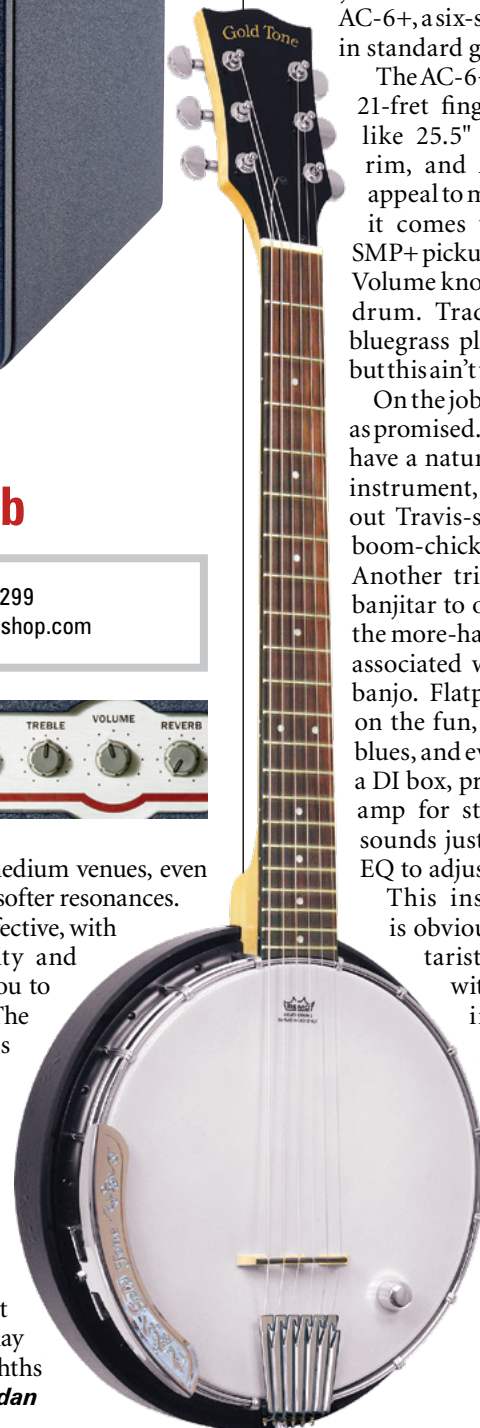 b
299
shop.com
TREBLE
VOLUME
REVERB
medium venues, even
softer resonances.
fective, with
ty and
ou to
The
s
t
ay
hths
dan
Gold Tone
AC-6+, a six-s
in standard g
The AC-6-
21-fret fing
like 25.5"
rim, and
appeal to m
it comes
SMP+ picku
Volume kno
drum. Trac
bluegrass pl
but this ain't
On the job
as promised.
have a natur
instrument,
out Travis-s
boom-chick
Another tri
banjitar to o
the more-ha
associated w
banjo. Flatp
on the fun,
blues, and ev
a DI box, pr
amp for st
sounds just
EQ to adjus
This ins
is obviou
tarist
wit
i
REMO
Gold Tone